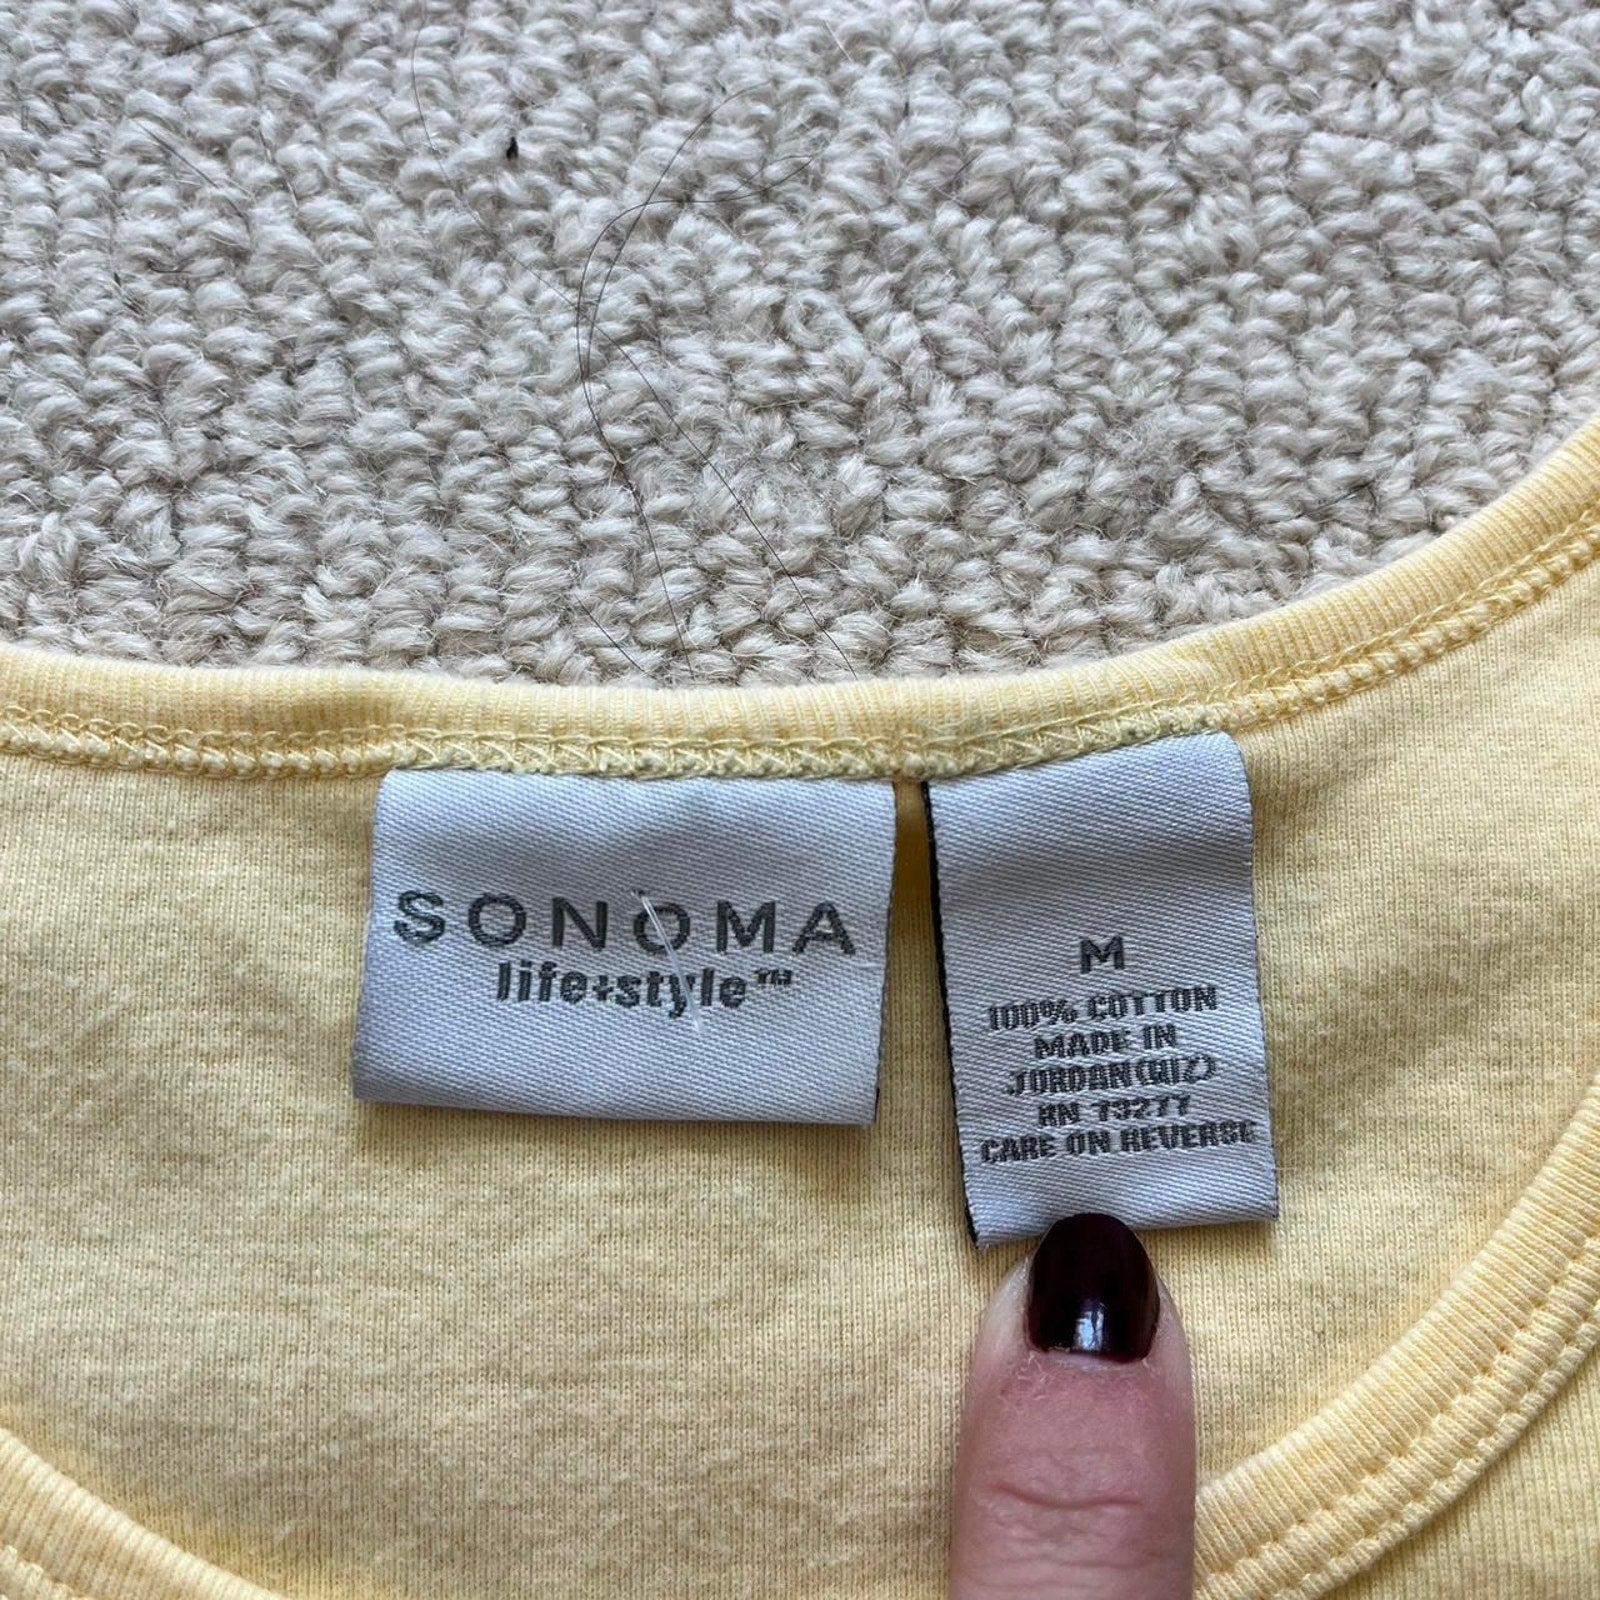 SONOMA
life+style™
M
100% COTTON
MADE IN
JORDAN(QIZ)
RN 73277
CARE ON REVERSE